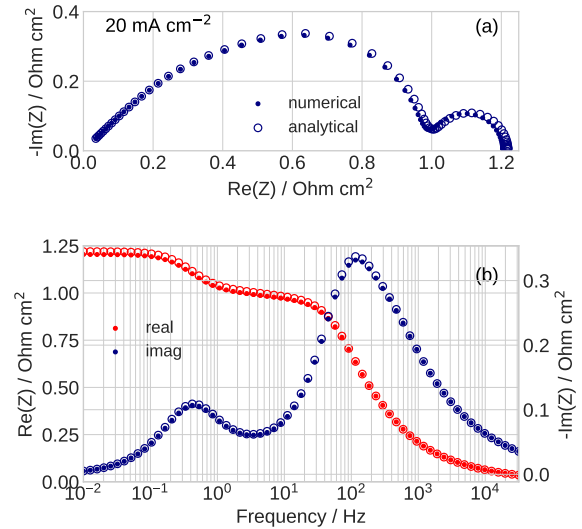 20 mA cm⁻²
(a)
numerical
analytical
-Im(Z) / Ohm cm²
0.4
0.2
0.0
0.0 0.2 0.4 0.6 0.8 1.0 1.2
Re(Z) / Ohm cm²
(b)
real
imag
Re(Z) / Ohm cm²
1.25
1.00
0.75
0.50
0.25
0.00
-Im(Z) / Ohm cm²
0.3
0.2
0.1
0.0
10⁻² 10⁻¹ 10⁰ 10¹ 10² 10³ 10⁴
Frequency / Hz